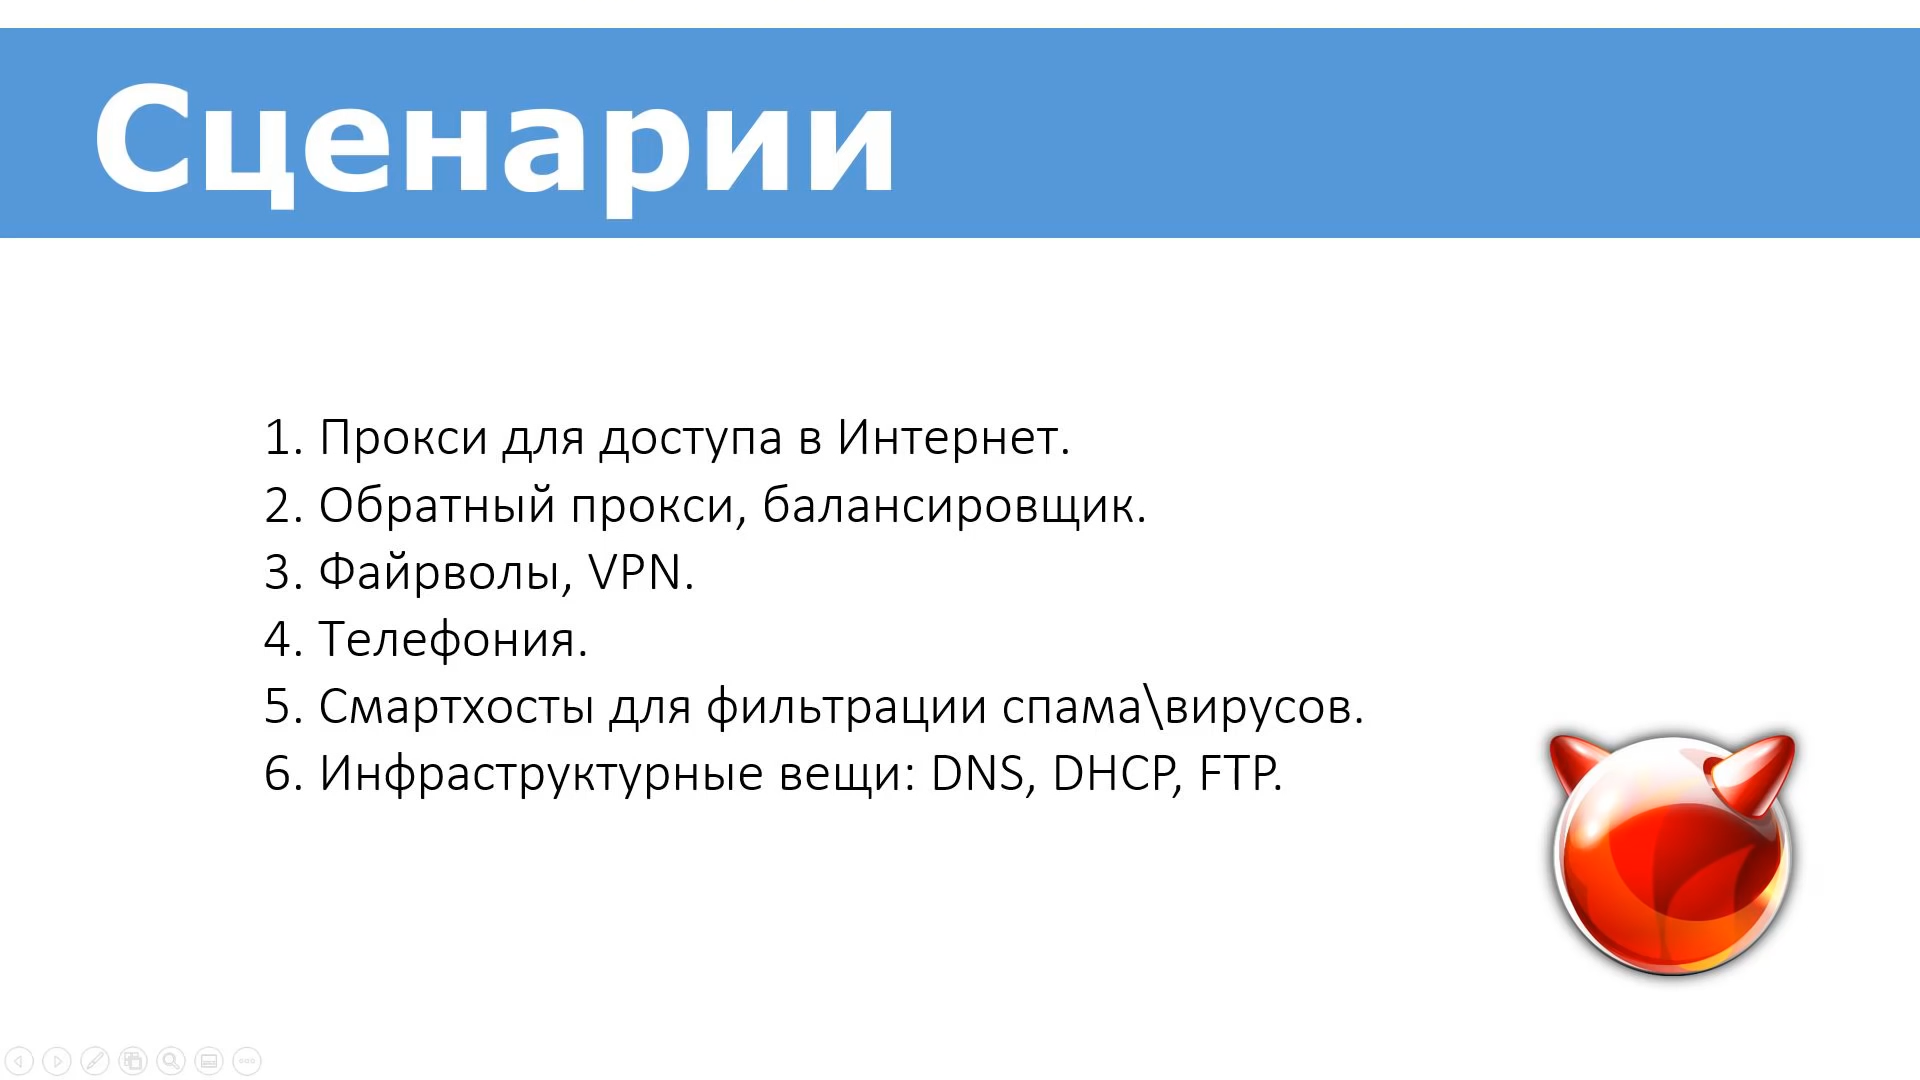 Сценарии
1. Прокси для доступа в Интернет.
2. Обратный прокси, балансировщик.
3. Файрволы, VPN.
4. Телефония.
5. Смартхосты для фильтрации спама\вирусов.
6. Инфраструктурные вещи: DNS, DHCP, FTP.